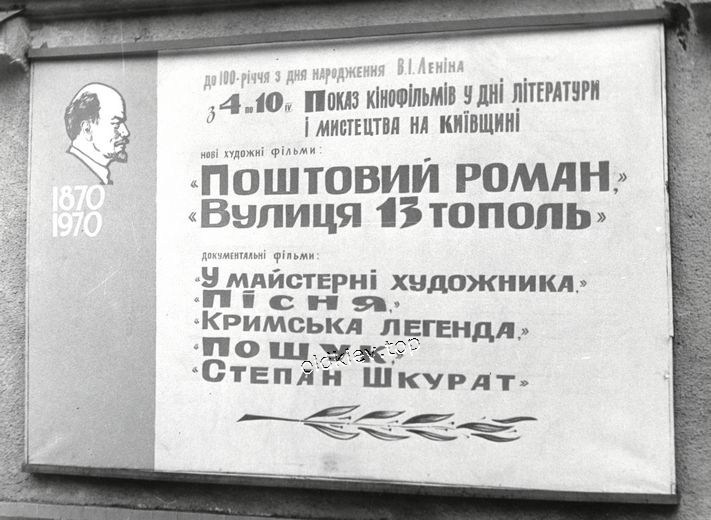 до 100-річчя з дня народження В.І. Леніна
з 4 по 10 IV. Показ кінофільмів у дні літератури
і мистецтва на Київщині
1870
1970
нові художні фільми:
«Поштовий роман,»
«Вулиця 13 тополь»
документальні фільми:
«У майстерні художника,»
«Пісня,»
«Кримська легенда,»
«Пошук,»
«Степан Шкурат»
oldkiev.top